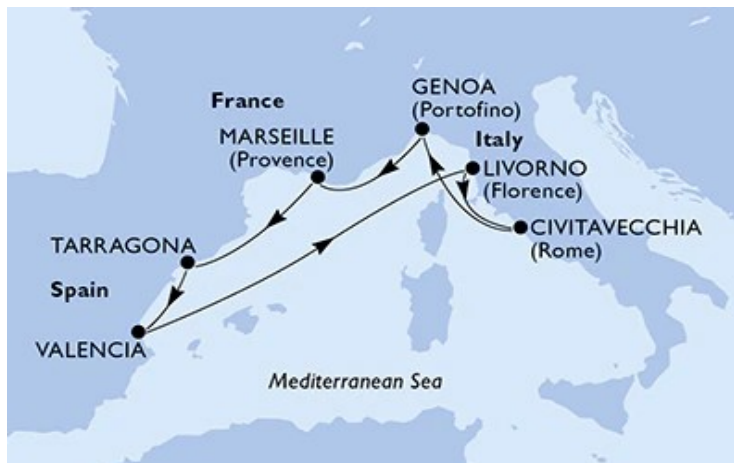 GENOA
(Portofino)
France
MARSEILLE
(Provence)
Italy
LIVORNO
(Florence)
CIVITAVECCHIA
(Rome)
TARRAGONA
Spain
VALENCIA
Mediterranean Sea